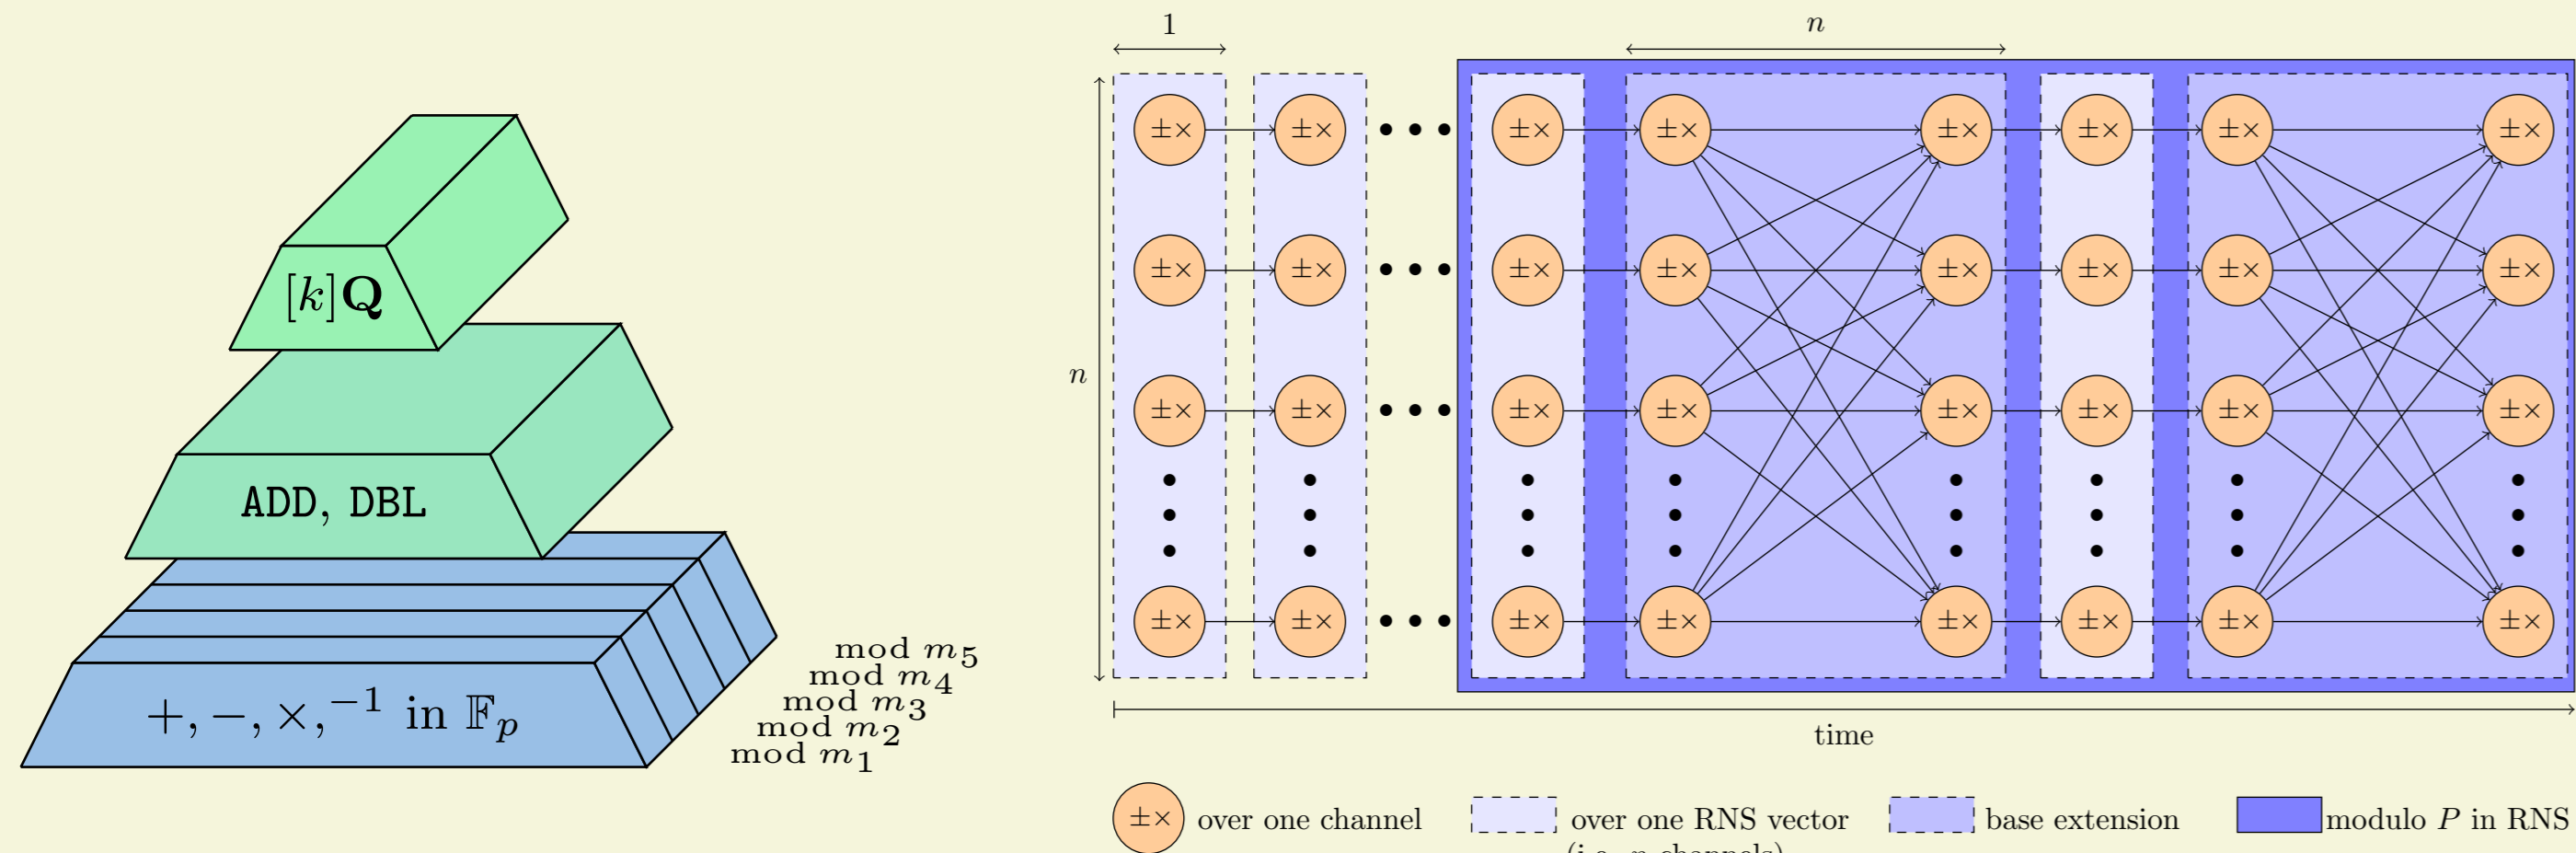 [k]Q
ADD, DBL
+, −, ×, ⁻¹ in 𝔽ₚ
mod m₅
mod m₄
mod m₃
mod m₂
mod m₁
1
n
n
±× ±× ±× ±× ±× ±× ±× ±×
±× ±× ±× ±× ±× ±× ±× ±×
±× ±× ±× ±× ±× ±× ±× ±×
±× ±× ±× ±× ±× ±× ±× ±×
time
±× over one channel
over one RNS vector
(i.e. n channels)
base extension
modulo P in RNS